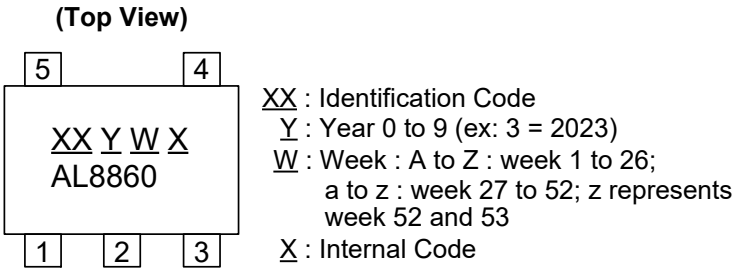 (Top View)
5 4
XX Y W X
AL8860
1 2 3
XX : Identification Code
Y : Year 0 to 9 (ex: 3 = 2023)
W : Week : A to Z : week 1 to 26;
a to z : week 27 to 52; z represents
week 52 and 53
X : Internal Code